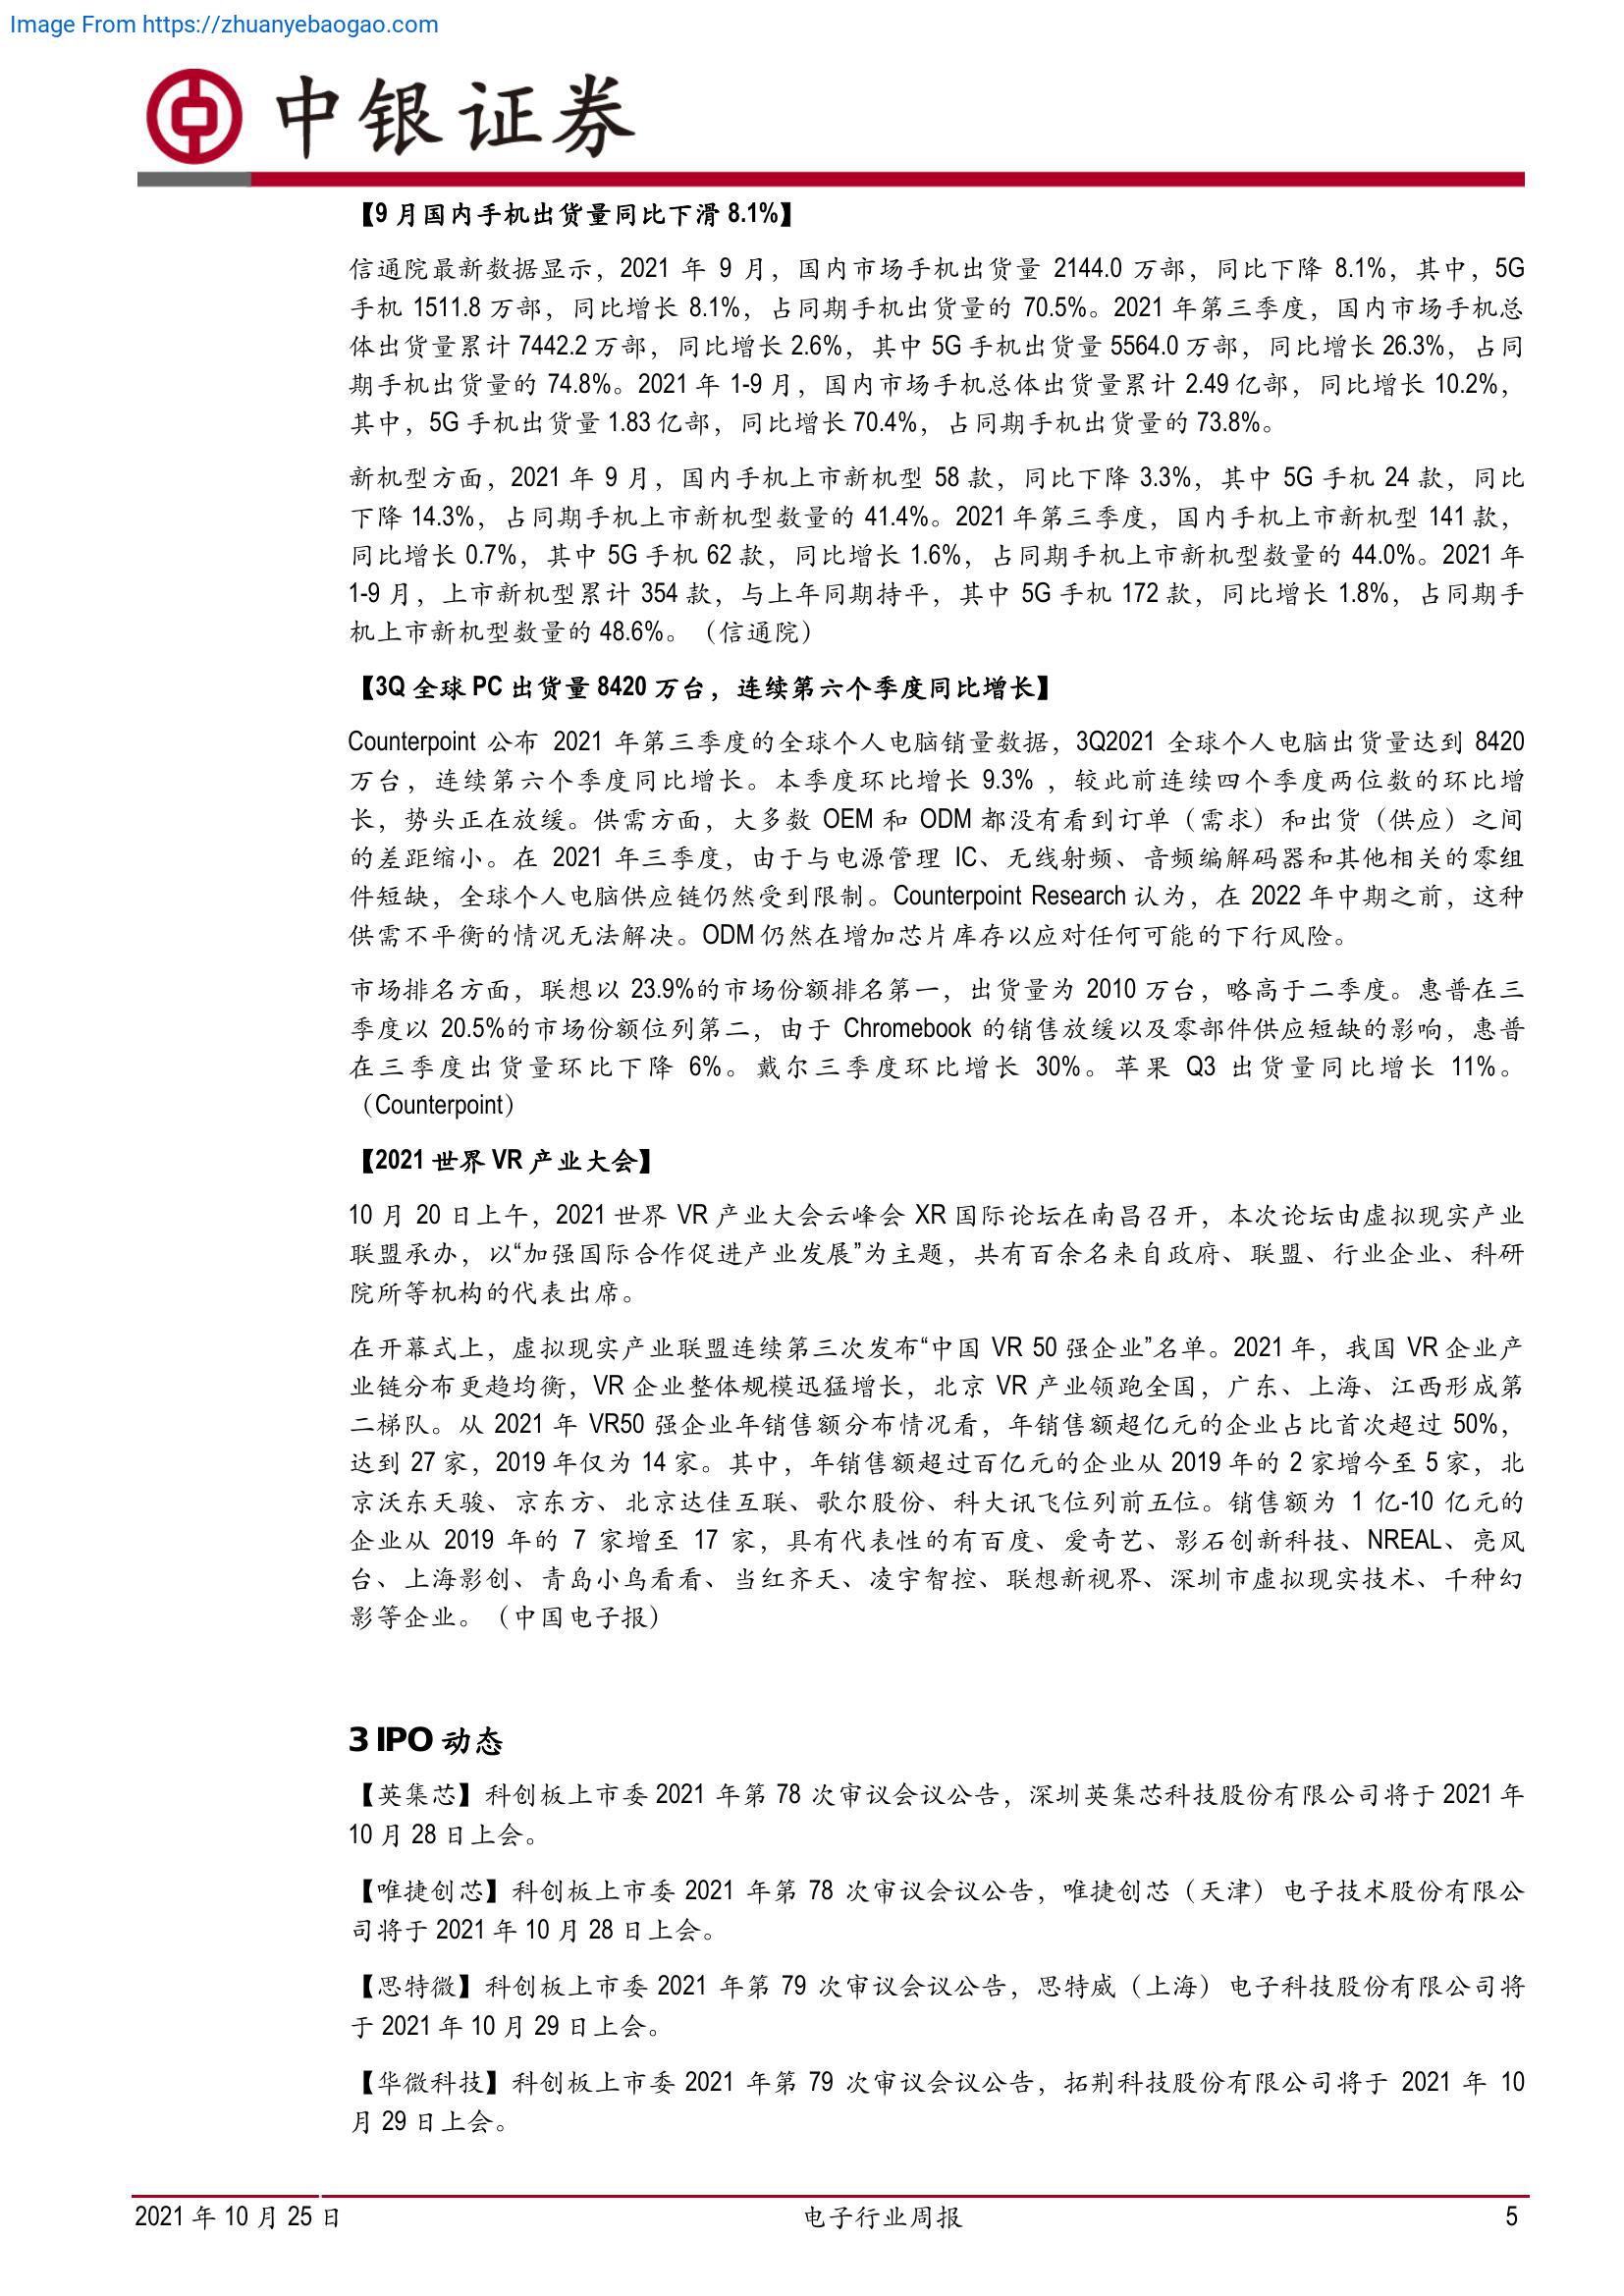 Image From https://zhuanyebaogao.com
中银证券
【9 月国内手机出货量同比下滑 8.1%】
信通院最新数据显示，2021 年 9 月，国内市场手机出货量 2144.0 万部，同比下降 8.1%，其中，5G
手机 1511.8 万部，同比增长 8.1%，占同期手机出货量的 70.5%。2021 年第三季度，国内市场手机总
体出货量累计 7442.2 万部，同比增长 2.6%，其中 5G 手机出货量 5564.0 万部，同比增长 26.3%，占同
期手机出货量的 74.8%。2021 年 1-9 月，国内市场手机总体出货量累计 2.49 亿部，同比增长 10.2%，
其中，5G 手机出货量 1.83 亿部，同比增长 70.4%，占同期手机出货量的 73.8%。
新机型方面，2021 年 9 月，国内手机上市新机型 58 款，同比下降 3.3%，其中 5G 手机 24 款，同比
下降 14.3%，占同期手机上市新机型数量的 41.4%。2021 年第三季度，国内手机上市新机型 141 款，
同比增长 0.7%，其中 5G 手机 62 款，同比增长 1.6%，占同期手机上市新机型数量的 44.0%。2021 年
1-9 月，上市新机型累计 354 款，与上年同期持平，其中 5G 手机 172 款，同比增长 1.8%，占同期手
机上市新机型数量的 48.6%。（信通院）
【3Q 全球 PC 出货量 8420 万台，连续第六个季度同比增长】
Counterpoint 公布 2021 年第三季度的全球个人电脑销量数据，3Q2021 全球个人电脑出货量达到 8420
万台，连续第六个季度同比增长。本季度环比增长 9.3% ，较此前连续四个季度两位数的环比增
长，势头正在放缓。供需方面，大多数 OEM 和 ODM 都没有看到订单（需求）和出货（供应）之间
的差距缩小。在 2021 年三季度，由于与电源管理 IC、无线射频、音频编解码器和其他相关的零组
件短缺，全球个人电脑供应链仍然受到限制。Counterpoint Research 认为，在 2022 年中期之前，这种
供需不平衡的情况无法解决。ODM 仍然在增加芯片库存以应对任何可能的下行风险。
市场排名方面，联想以 23.9%的市场份额排名第一，出货量为 2010 万台，略高于二季度。惠普在三
季度以 20.5%的市场份额位列第二，由于 Chromebook 的销售放缓以及零部件供应短缺的影响，惠普
在三季度出货量环比下降 6%。戴尔三季度环比增长 30%。苹果 Q3 出货量同比增长 11%。
（Counterpoint）
【2021 世界 VR 产业大会】
10 月 20 日上午，2021 世界 VR 产业大会云峰会 XR 国际论坛在南昌召开，本次论坛由虚拟现实产业
联盟承办，以“加强国际合作促进产业发展”为主题，共有百余名来自政府、联盟、行业企业、科研
院所等机构的代表出席。
在开幕式上，虚拟现实产业联盟连续第三次发布“中国 VR 50 强企业”名单。2021 年，我国 VR 企业产
业链分布更趋均衡，VR 企业整体规模迅猛增长，北京 VR 产业领跑全国，广东、上海、江西形成第
二梯队。从 2021 年 VR50 强企业年销售额分布情况看，年销售额超亿元的企业占比首次超过 50%，
达到 27 家，2019 年仅为 14 家。其中，年销售额超过百亿元的企业从 2019 年的 2 家增今至 5 家，北
京沃东天骏、京东方、北京达佳互联、歌尔股份、科大讯飞位列前五位。销售额为 1 亿-10 亿元的
企业从 2019 年的 7 家增至 17 家，具有代表性的有百度、爱奇艺、影石创新科技、NREAL、亮风
台、上海影创、青岛小鸟看看、当红齐天、凌宇智控、联想新视界、深圳市虚拟现实技术、千种幻
影等企业。（中国电子报）
3 IPO 动态
【英集芯】科创板上市委 2021 年第 78 次审议会议公告，深圳英集芯科技股份有限公司将于 2021 年
10 月 28 日上会。
【唯捷创芯】科创板上市委 2021 年第 78 次审议会议公告，唯捷创芯（天津）电子技术股份有限公
司将于 2021 年 10 月 28 日上会。
【思特微】科创板上市委 2021 年第 79 次审议会议公告，思特威（上海）电子科技股份有限公司将
于 2021 年 10 月 29 日上会。
【华微科技】科创板上市委 2021 年第 79 次审议会议公告，拓荆科技股份有限公司将于 2021 年 10
月 29 日上会。
2021 年 10 月 25 日 电子行业周报 5